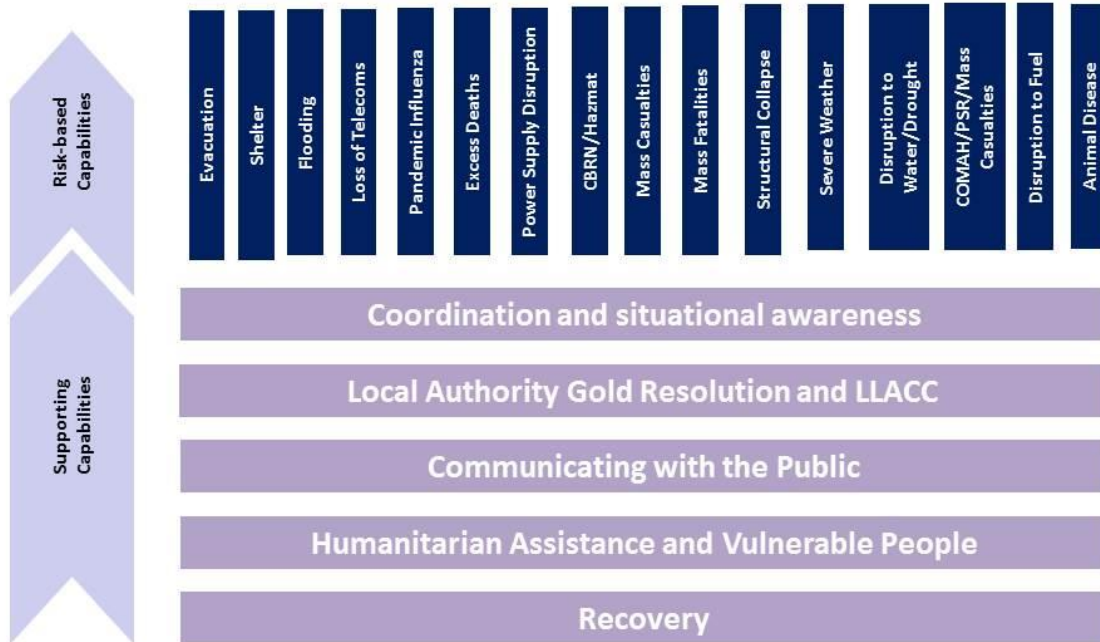 Risk-based
Capabilities
Evacuation
Shelter
Flooding
Loss of Telecoms
Pandemic Influenza
Excess Deaths
Power Supply Disruption
CBRN/Hazmat
Mass Casualties
Mass Fatalities
Structural Collapse
Severe Weather
Disruption to
Water/Drought
COMAH/PSR/Mass
Casualties
Disruption to Fuel
Animal Disease
Supporting
Capabilities
Coordination and situational awareness
Local Authority Gold Resolution and LLACC
Communicating with the Public
Humanitarian Assistance and Vulnerable People
Recovery